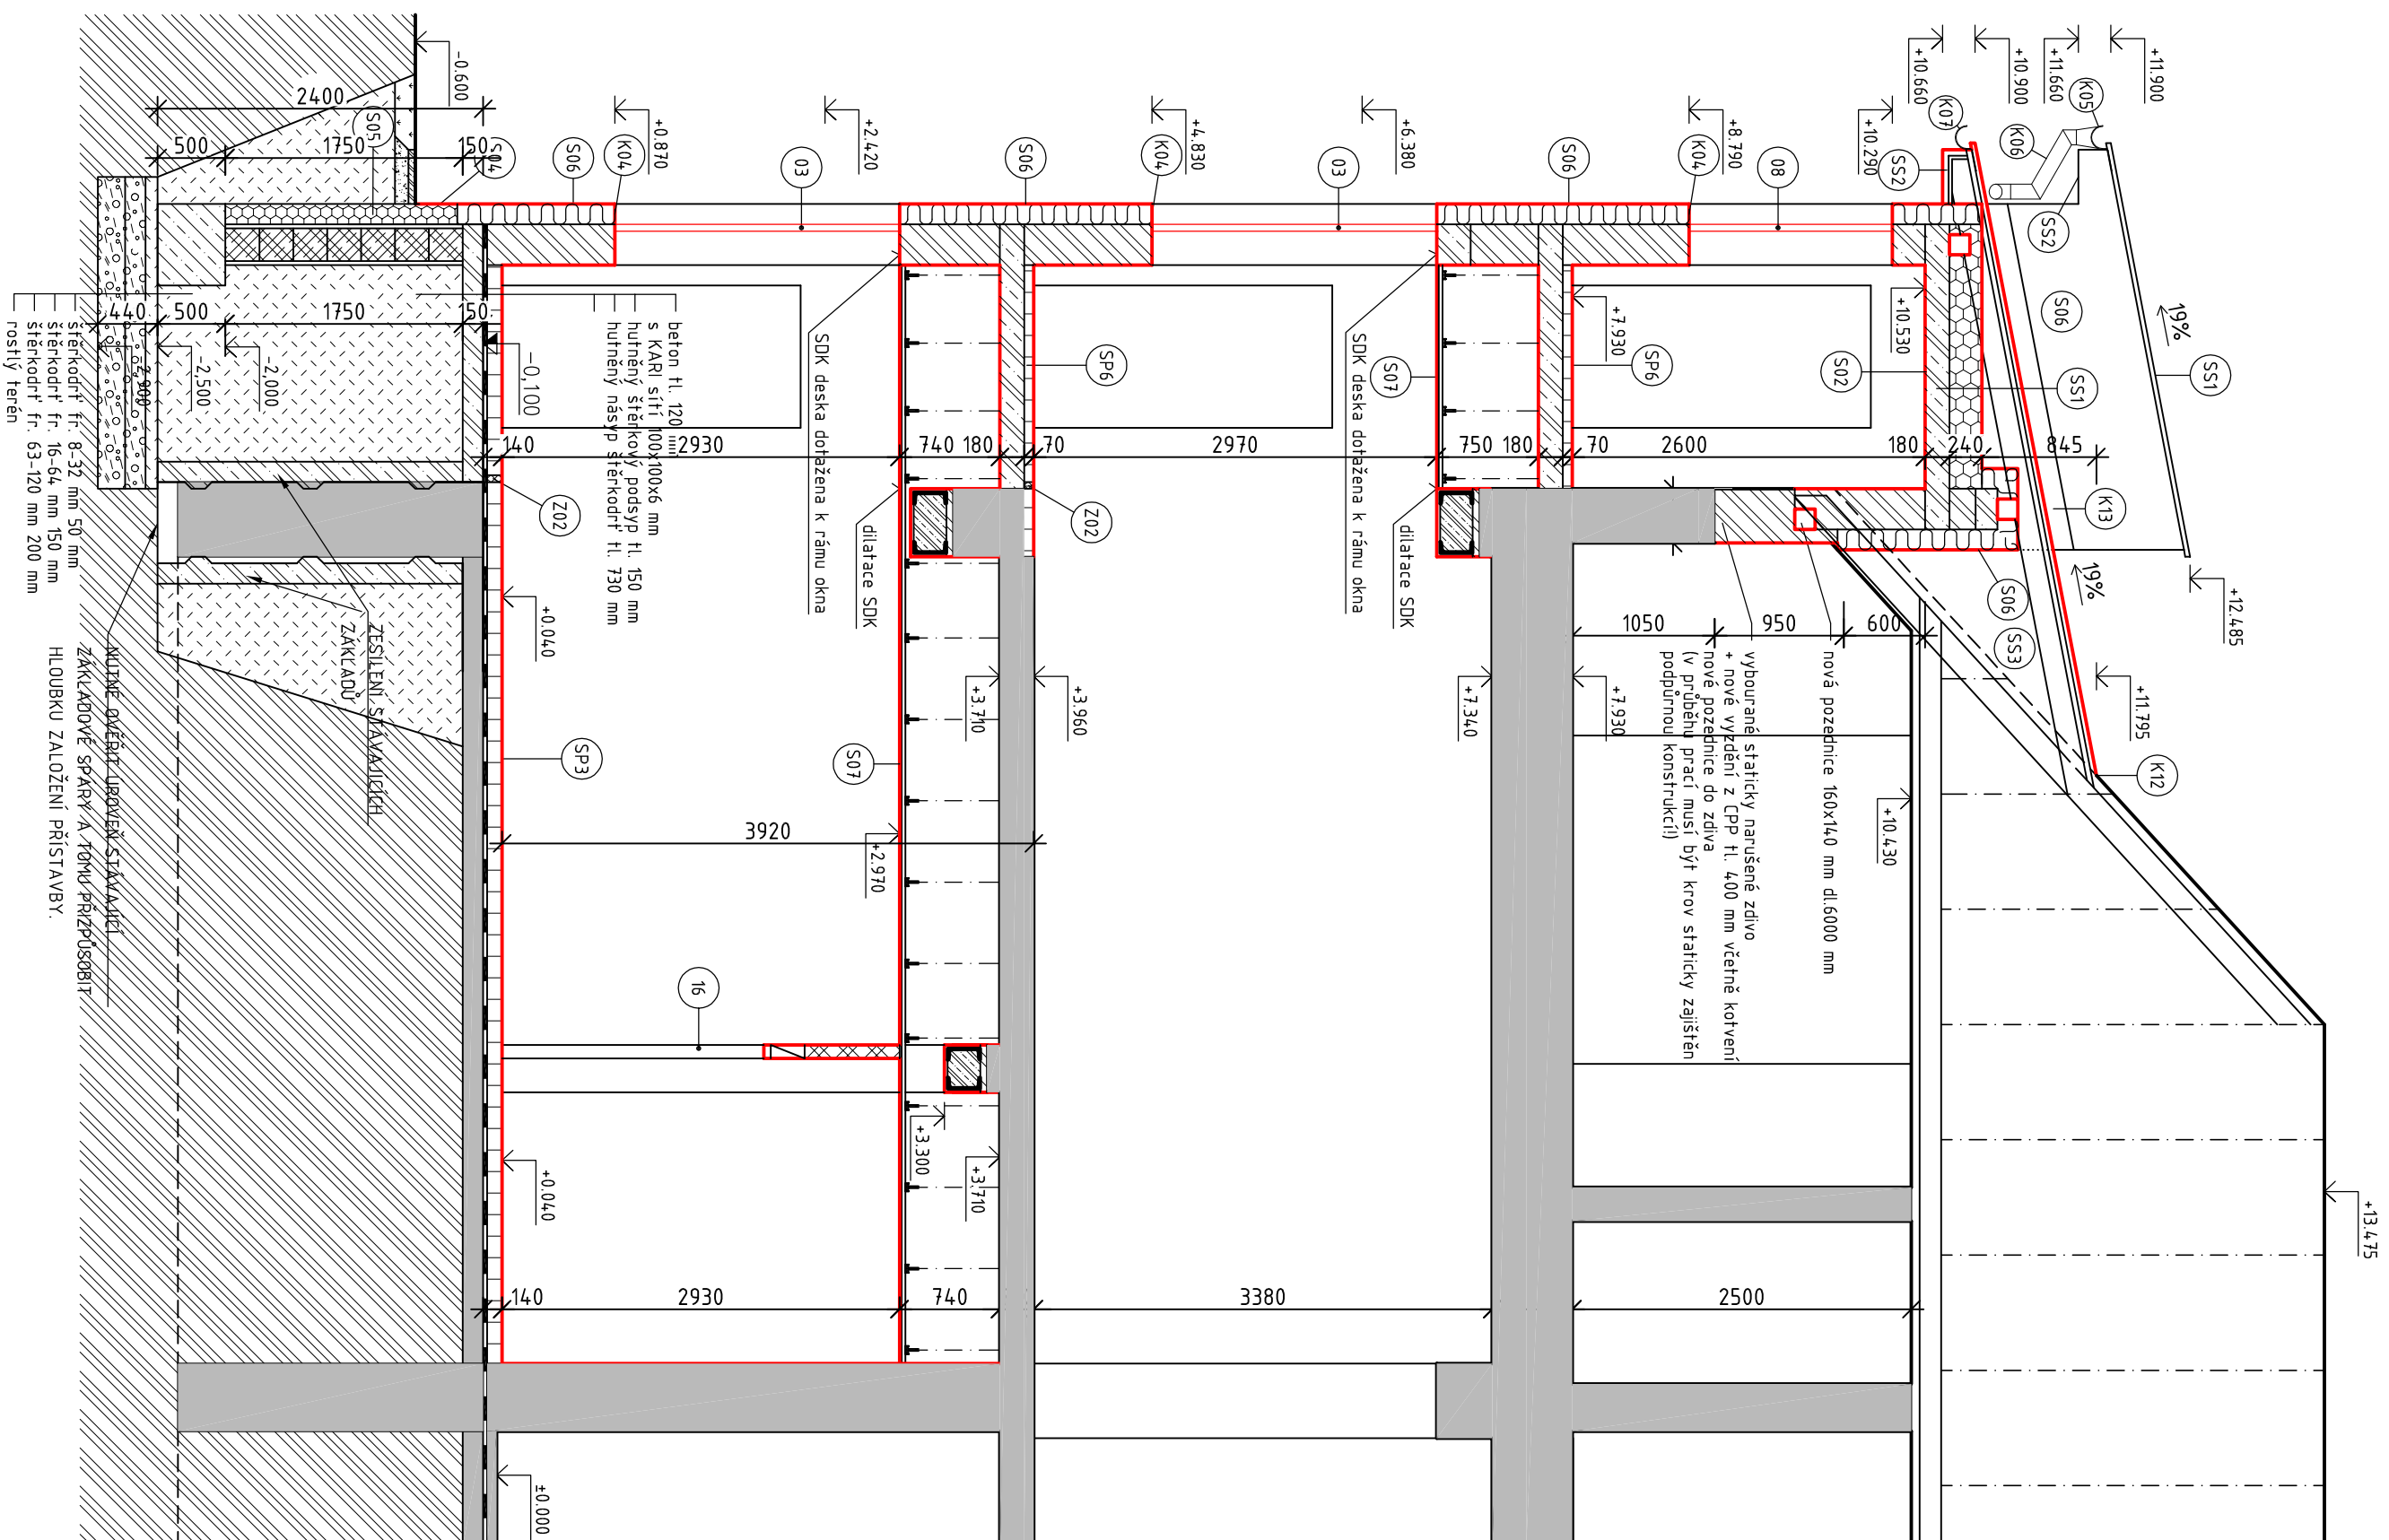 +11.900
+11.660
+10.900
+10.660
K05
K06
K07
SS2
SS2
S06
19%
SS1
SS1
+12.485
+10.290
08
+8.790
K04
S06
+6.380
03
+4.830
K04
S06
+2.420
03
+0.870
K04
S06
S04
S05
-0.600
2400
500
1750
150
440
500
1750
150
-2,900
-2,500
-2,000
-0,100
beton tl. 120 mm
s KARI sítí 100x100x6 mm
hutněný štěrkový podsyp tl. 150 mm
hutněný násyp štěrkodrť tl. 730 mm
štěrkodrť fr. 8-32 mm 50 mm
štěrkodrť fr. 16-64 mm 150 mm
štěrkodrť fr. 63-120 mm 200 mm
rostlý terén
SDK deska dotažena k rámu okna
SP6
SDK deska dotažena k rámu okna
S07
+7.930
SP6
S02
+10.530
140
2930
740
180
70
2970
750
180
70
2600
180
240
845
K13
19%
S06
SS3
Z02
dilatace SDK
Z02
dilatace SDK
1050
950
600
+0.040
+3.710
+3.960
+7.340
+7.930
+10.430
+11.795
K12
nová pozednice 160x140 mm dl.6000 mm
vybourané staticky narušené zdivo
+ nové vyzdění z CPP tl. 400 mm včetně kotvení
nové pozednice do zdiva
(v průběhu prací musí být krov staticky zajištěn
podpůrnou konstrukcí!)
ZESÍLENÍ STÁVAJÍCÍCH
ZÁKLADŮ
NUTNÉ OVĚŘIT ÚROVEŇ STÁVAJÍCÍ
ZÁKLADOVÉ SPÁRY A TOMU PŘIZPŮSOBIT
HLOUBKU ZALOŽENÍ PŘÍSTAVBY.
SP3
S07
3920
+2.970
16
+3.300
+3.710
+0.040
+13.475
140
2930
740
3380
2500
±0.000